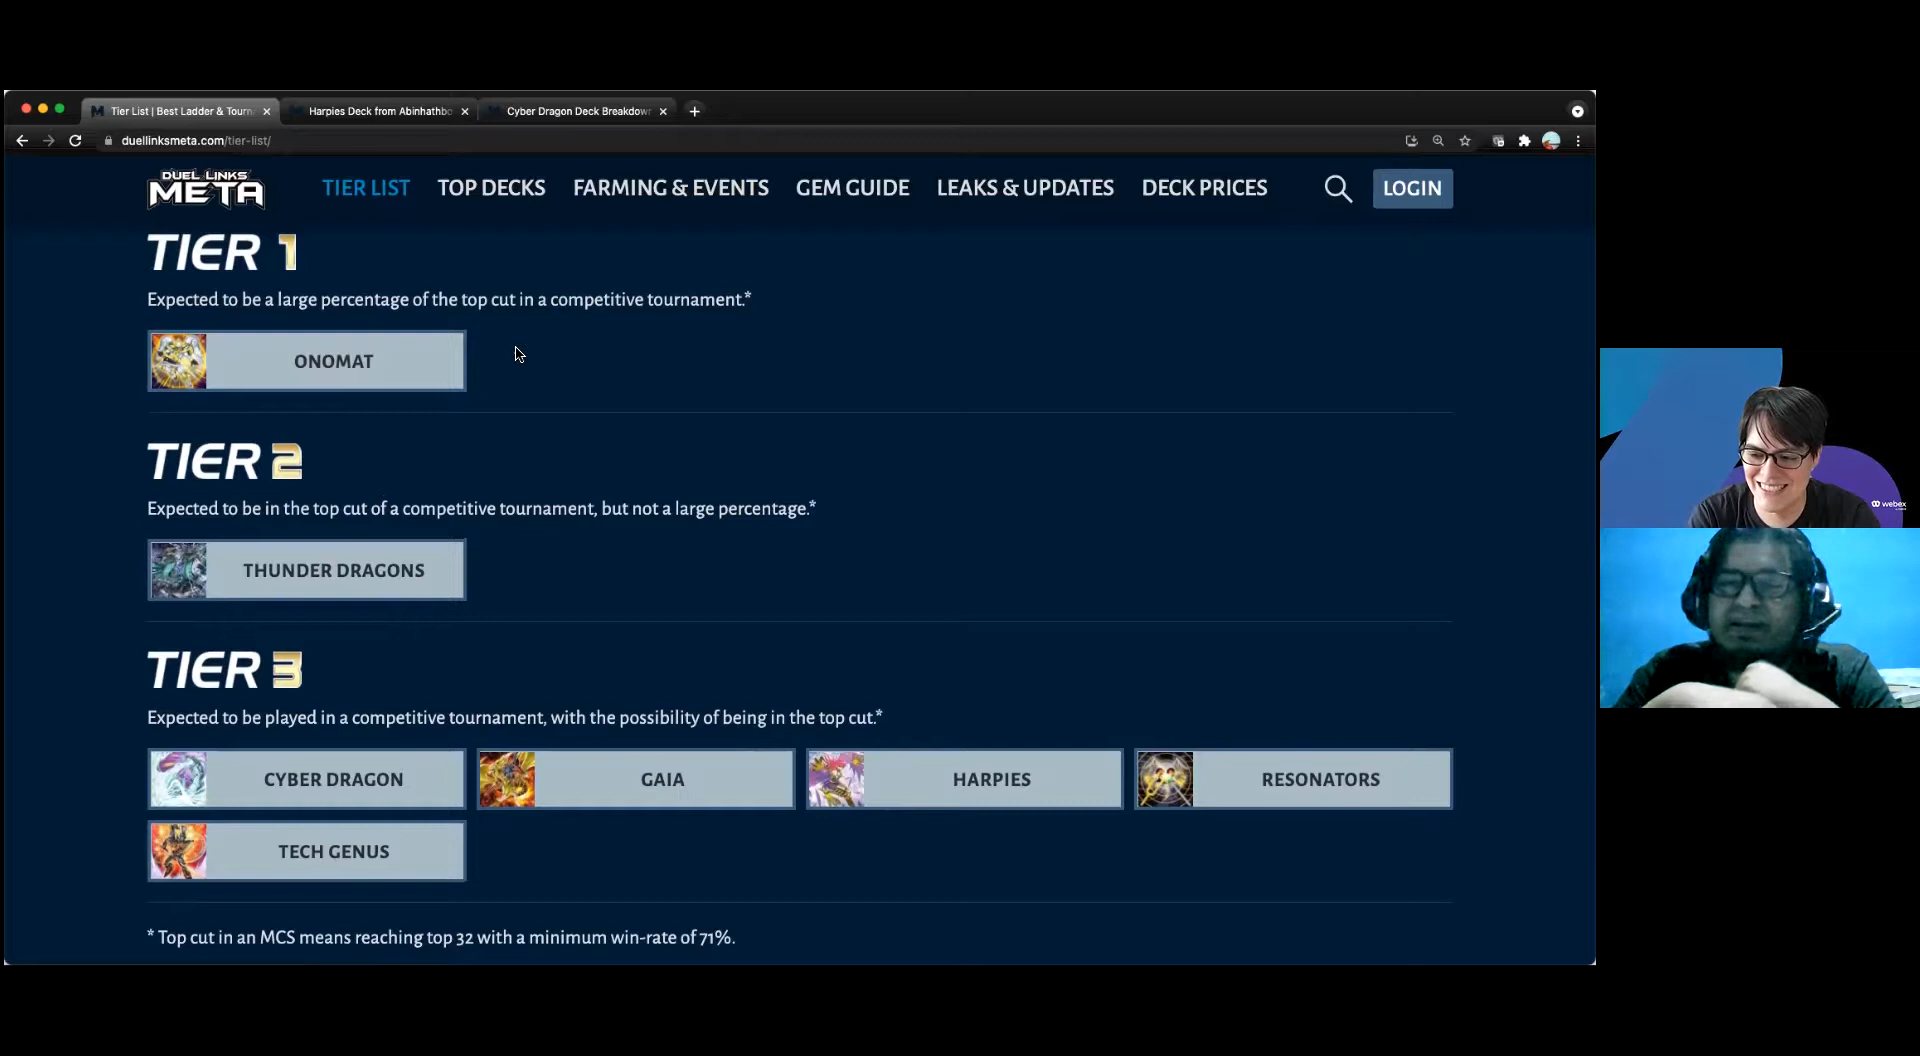 Tier List | Best Ladder & Tourn
Harpies Deck from Abinhathbo
Cyber Dragon Deck Breakdown
duellinksmeta.com/tier-list/
DUEL LINKS
META
TIER LIST
TOP DECKS
FARMING & EVENTS
GEM GUIDE
LEAKS & UPDATES
DECK PRICES
LOGIN
TIER 1
Expected to be a large percentage of the top cut in a competitive tournament.*
ONOMAT
TIER 2
Expected to be in the top cut of a competitive tournament, but not a large percentage.*
THUNDER DRAGONS
TIER 3
Expected to be played in a competitive tournament, with the possibility of being in the top cut.*
CYBER DRAGON
GAIA
HARPIES
RESONATORS
TECH GENUS
* Top cut in an MCS means reaching top 32 with a minimum win-rate of 71%.
webex